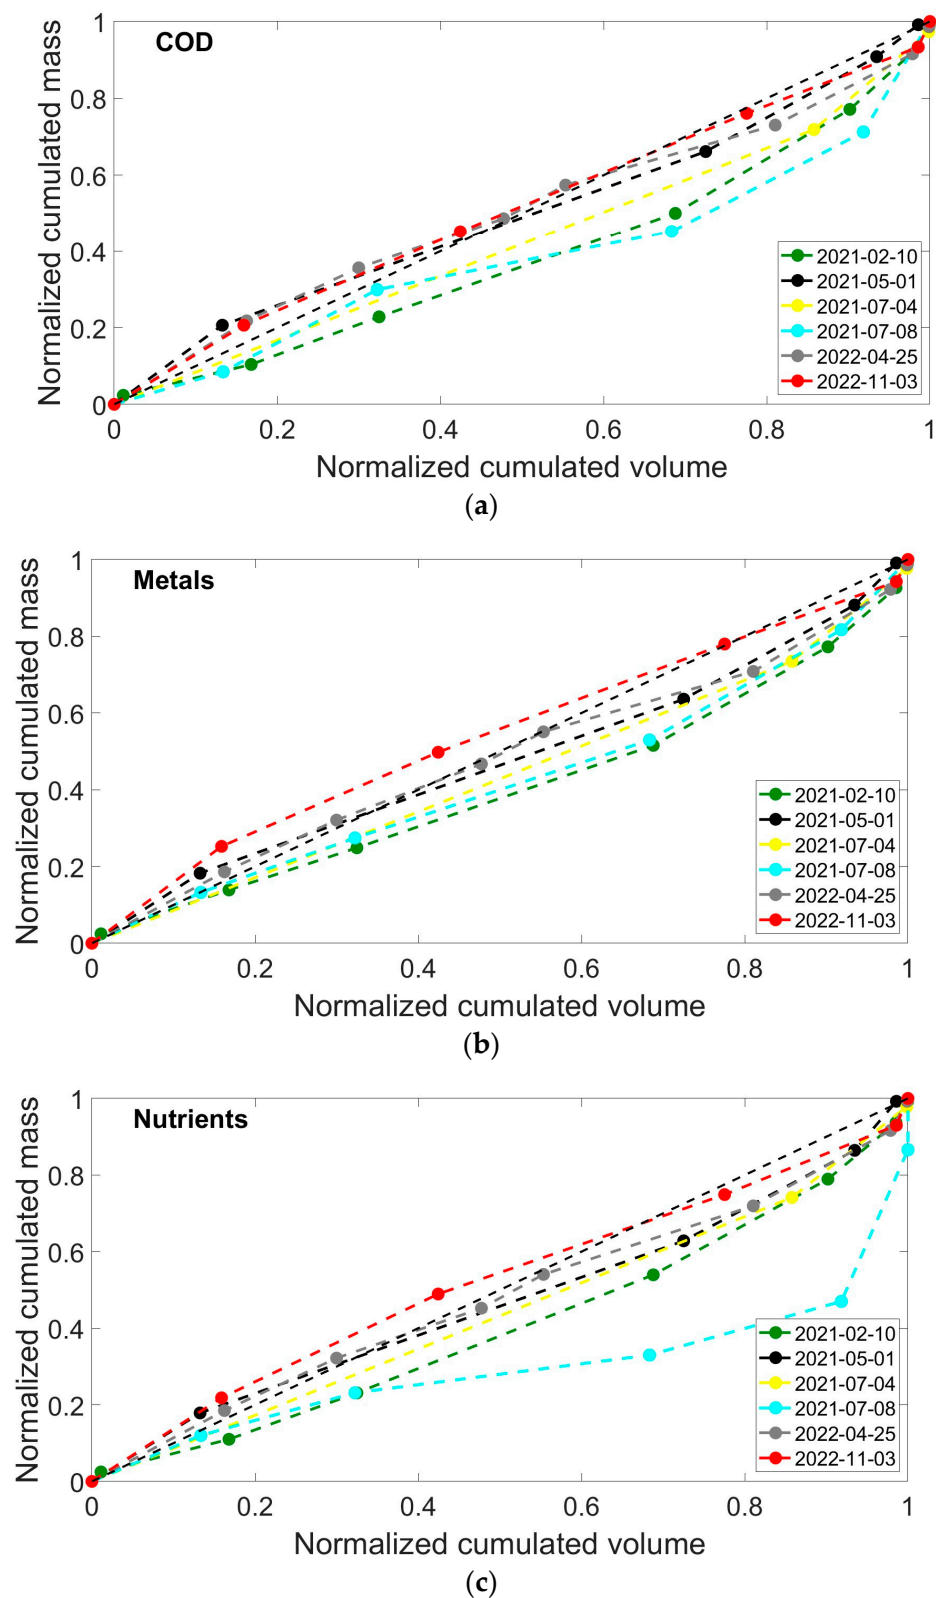 COD
Normalized cumulated mass
1
0.8
0.6
0.4
0.2
0
0 0.2 0.4 0.6 0.8 1
Normalized cumulated volume
2021-02-10
2021-05-01
2021-07-04
2021-07-08
2022-04-25
2022-11-03
(a)
Metals
Normalized cumulated mass
1
0.8
0.6
0.4
0.2
0
0 0.2 0.4 0.6 0.8 1
Normalized cumulated volume
2021-02-10
2021-05-01
2021-07-04
2021-07-08
2022-04-25
2022-11-03
(b)
Nutrients
Normalized cumulated mass
1
0.8
0.6
0.4
0.2
0
0 0.2 0.4 0.6 0.8 1
Normalized cumulated volume
2021-02-10
2021-05-01
2021-07-04
2021-07-08
2022-04-25
2022-11-03
(c)